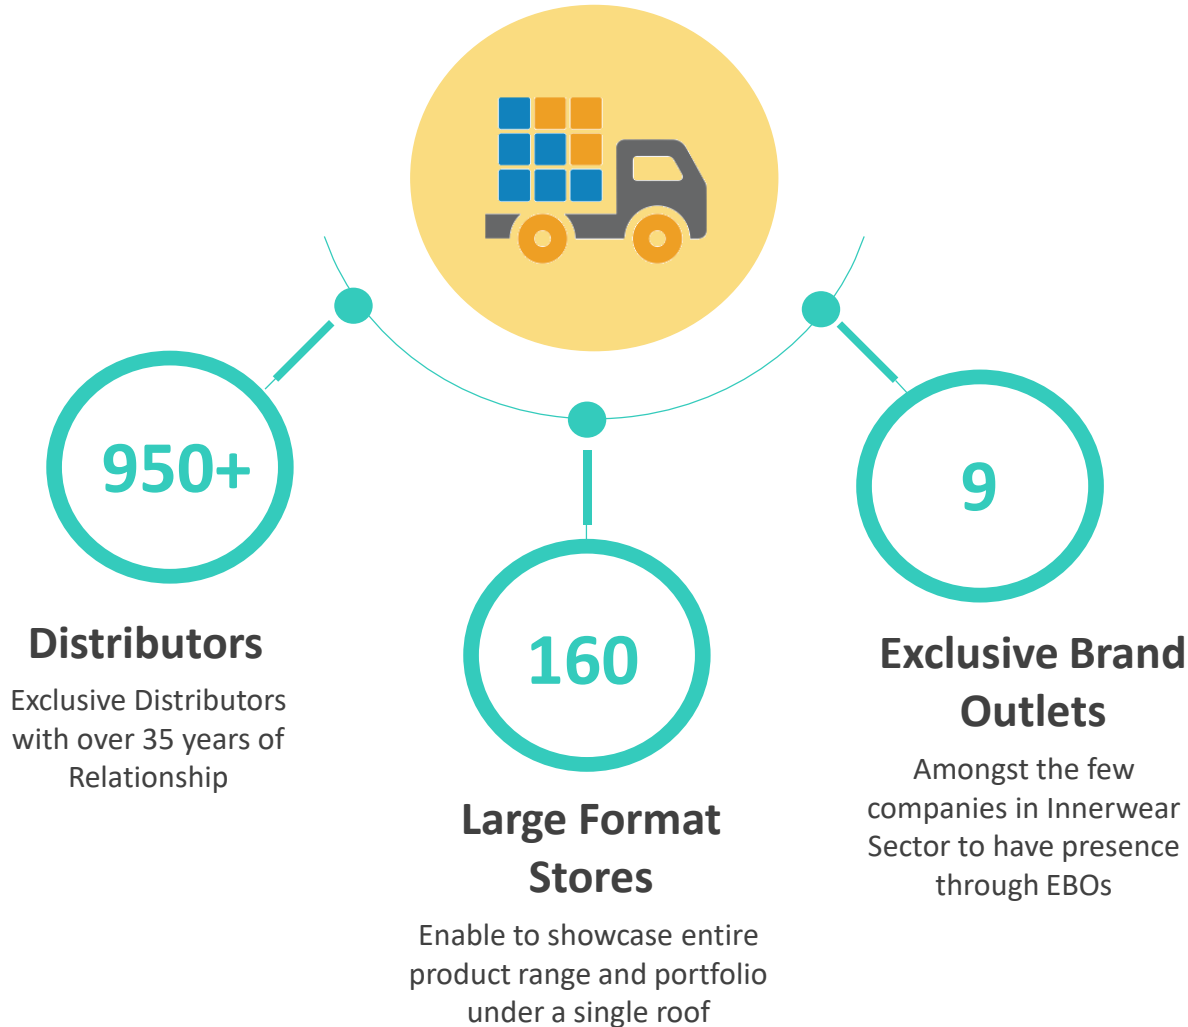 950+
Distributors
Exclusive Distributors
with over 35 years of
Relationship
160
Large Format
Stores
Enable to showcase entire
product range and portfolio
under a single roof
9
Exclusive Brand
Outlets
Amongst the few
companies in Innerwear
Sector to have presence
through EBOs